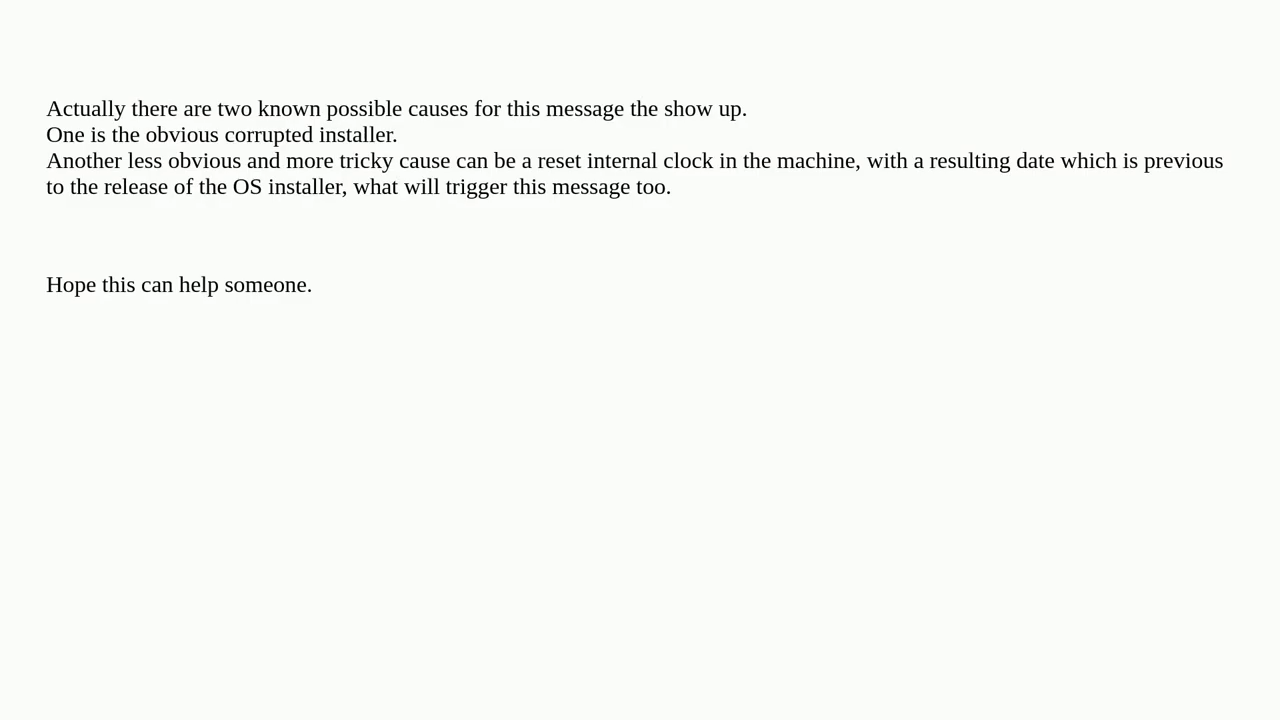 Actually there are two known possible causes for this message the show up.
One is the obvious corrupted installer.
Another less obvious and more tricky cause can be a reset internal clock in the machine, with a resulting date which is previous
to the release of the OS installer, what will trigger this message too.
Hope this can help someone.